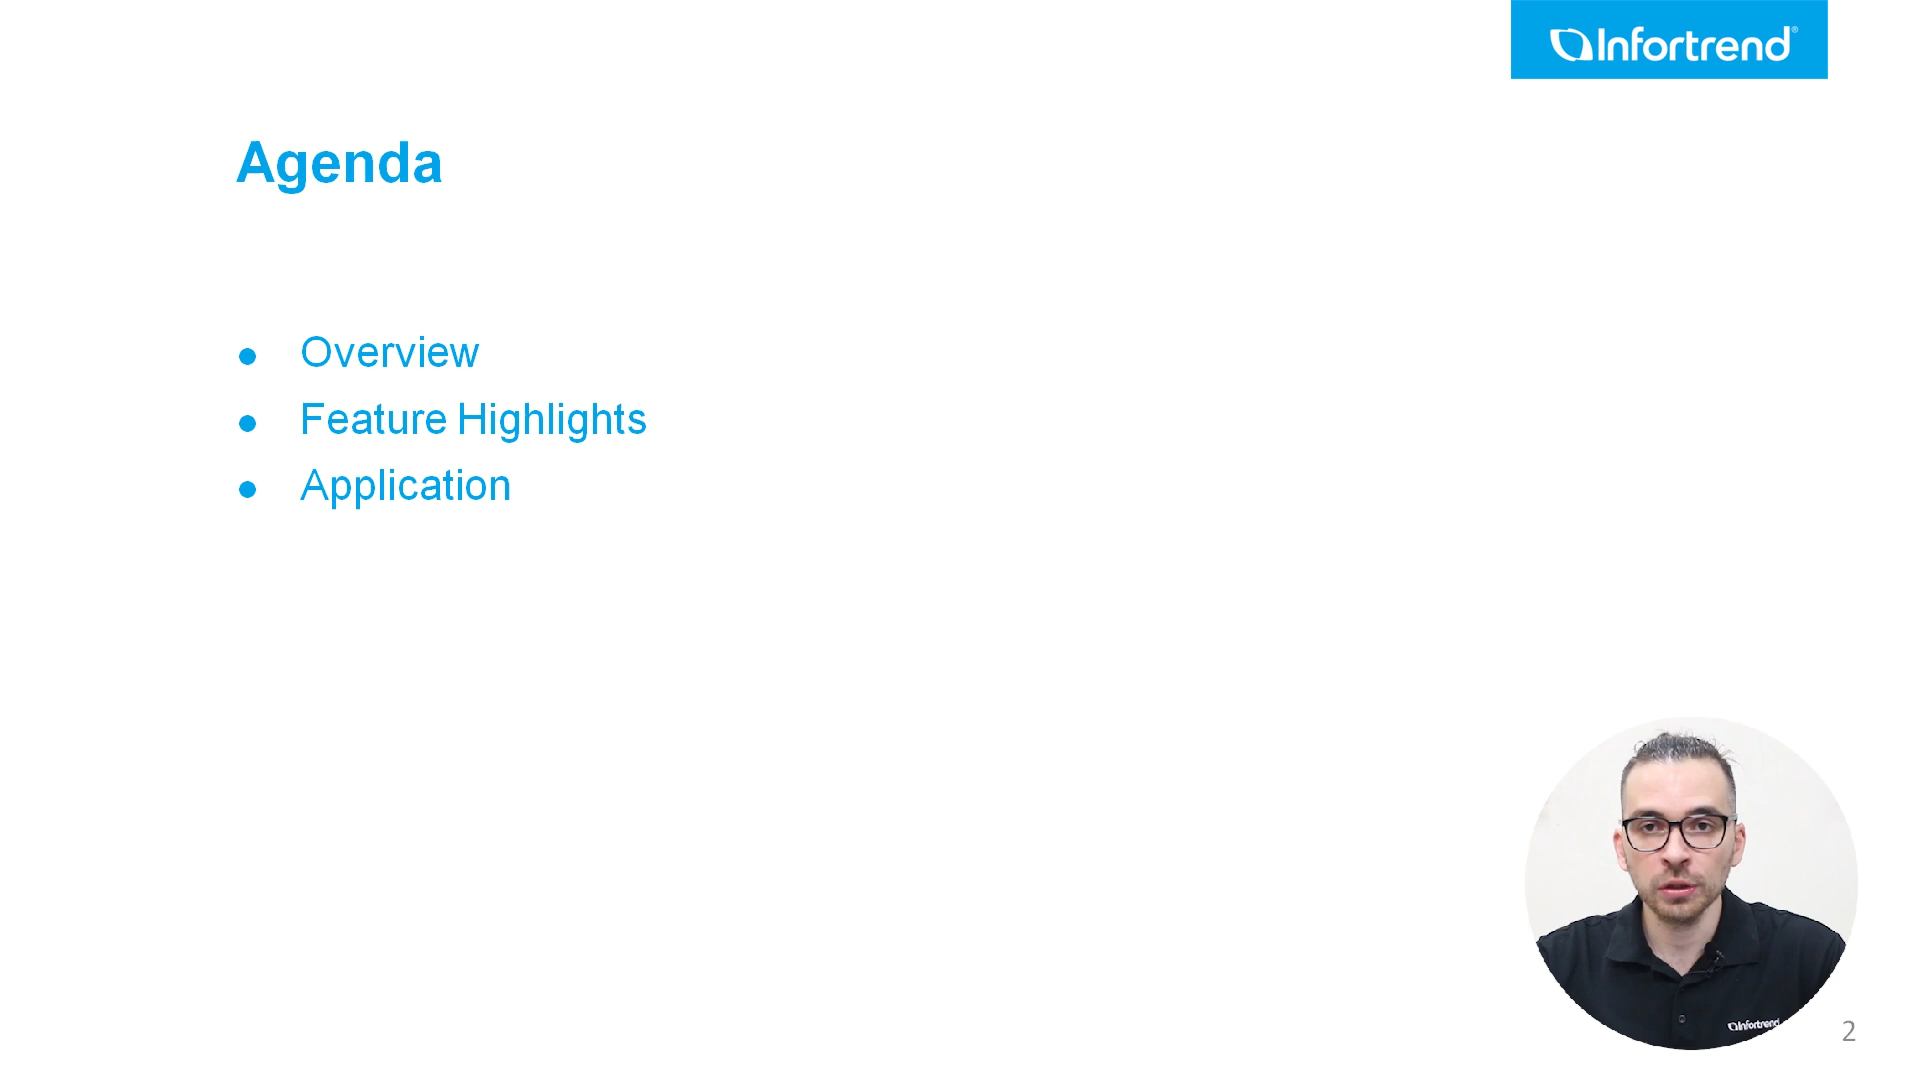 Infortrend®
Agenda
● Overview
● Feature Highlights
● Application
Infortrend
2